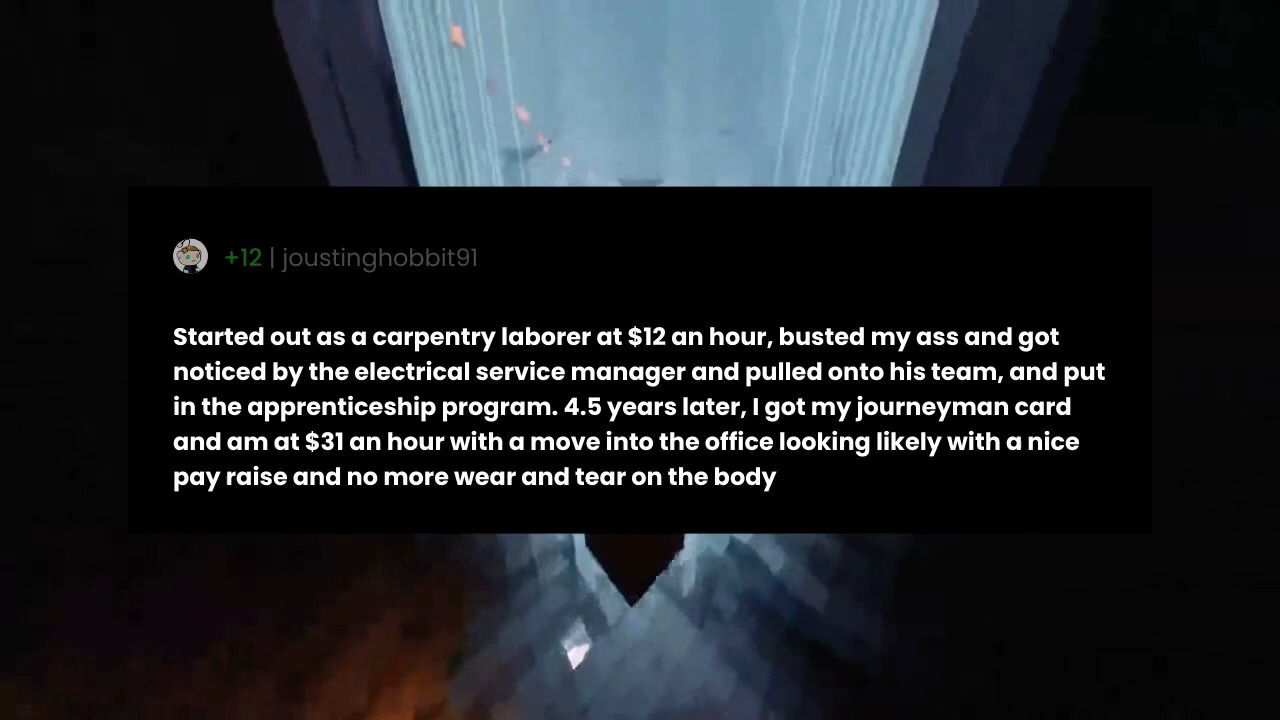 +12 | joustinghobbit91
Started out as a carpentry laborer at $12 an hour, busted my ass and got
noticed by the electrical service manager and pulled onto his team, and put
in the apprenticeship program. 4.5 years later, I got my journeyman card
and am at $31 an hour with a move into the office looking likely with a nice
pay raise and no more wear and tear on the body